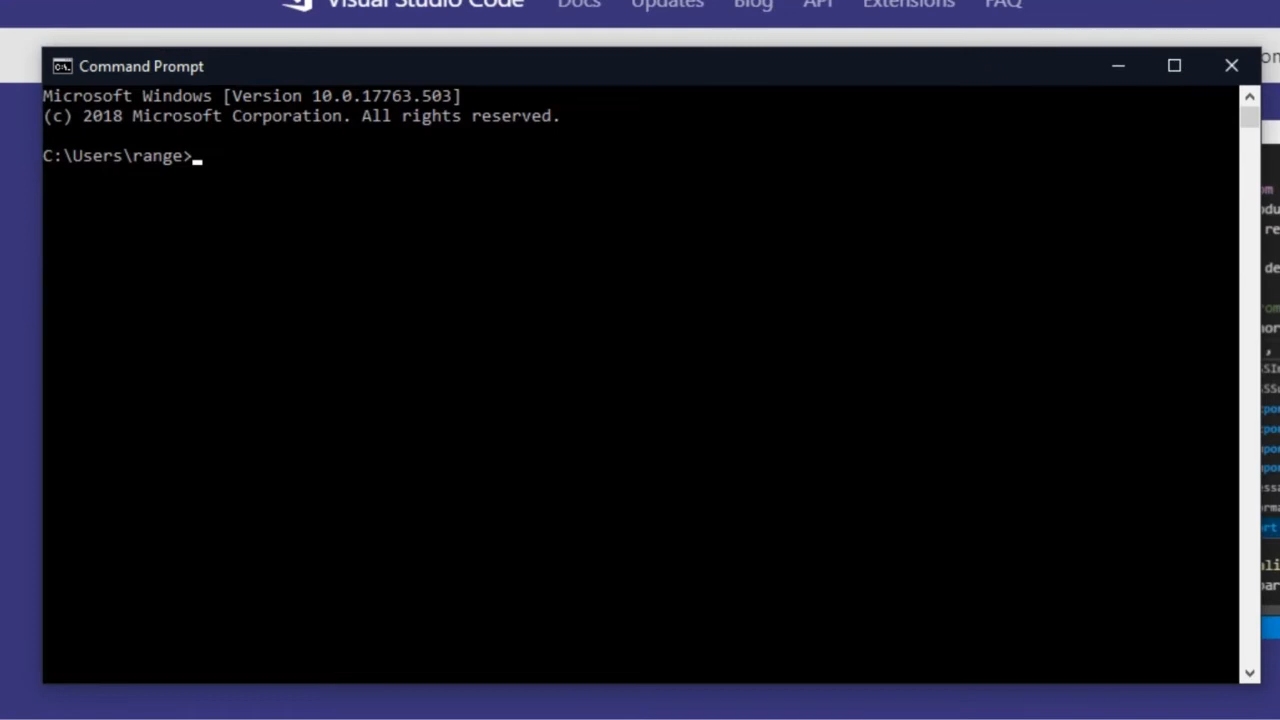 Visual Studio Code Docs Updates Blog API Extensions FAQ
Command Prompt
Microsoft Windows [Version 10.0.17763.503]
(c) 2018 Microsoft Corporation. All rights reserved.
C:\Users\range>